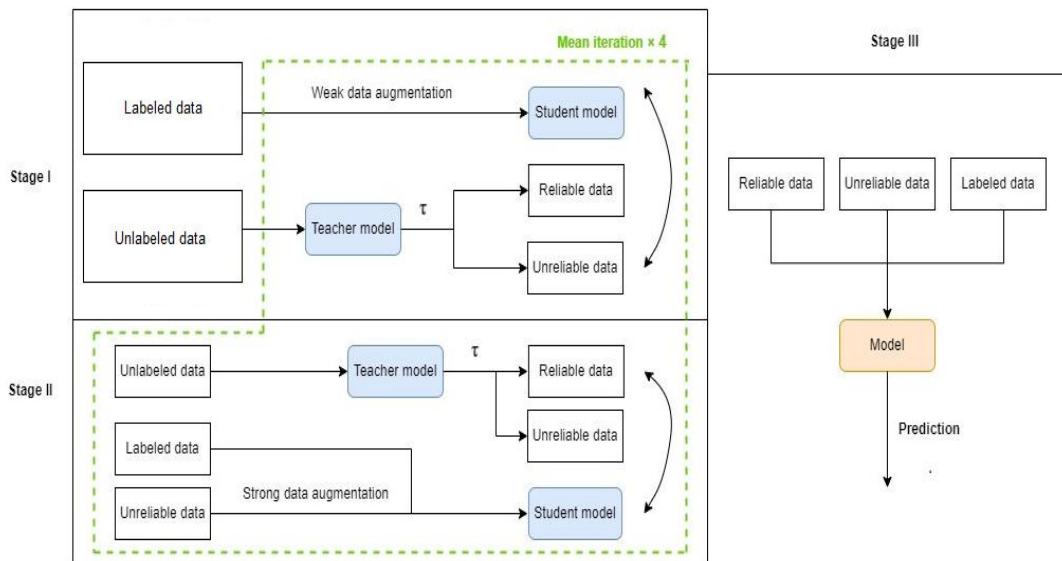 Mean iteration × 4
Stage III
Labeled data
Weak data augmentation
Student model
Stage I
Reliable data
τ
Teacher model
Unlabeled data
Unreliable data
Reliable data
Unreliable data
Labeled data
Model
Prediction
Stage II
Unlabeled data
Teacher model
τ
Reliable data
Unreliable data
Labeled data
Unreliable data
Strong data augmentation
Student model